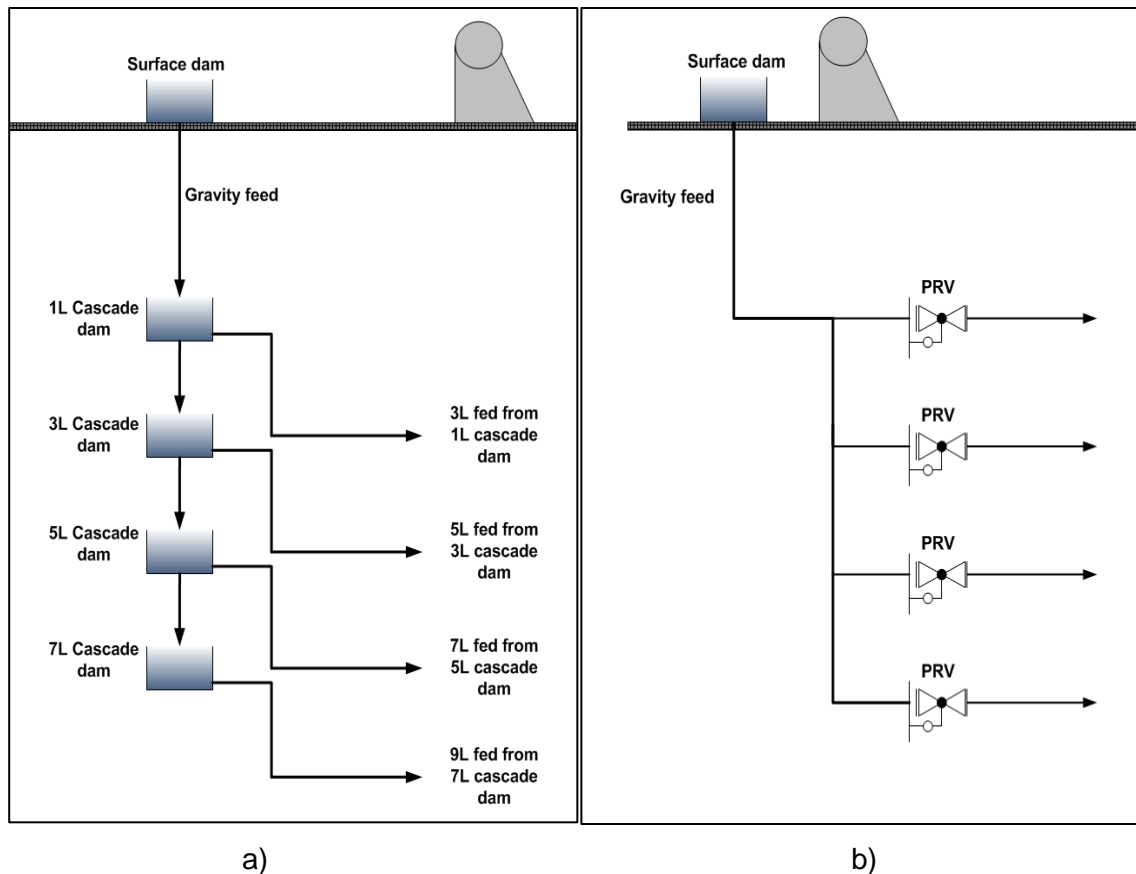 Surface dam
Gravity feed
1L Cascade
dam
3L Cascade
dam
3L fed from
1L cascade
dam
5L Cascade
dam
5L fed from
3L cascade
dam
7L Cascade
dam
7L fed from
5L cascade
dam
9L fed from
7L cascade
dam
a)
Surface dam
Gravity feed
PRV
PRV
PRV
PRV
b)